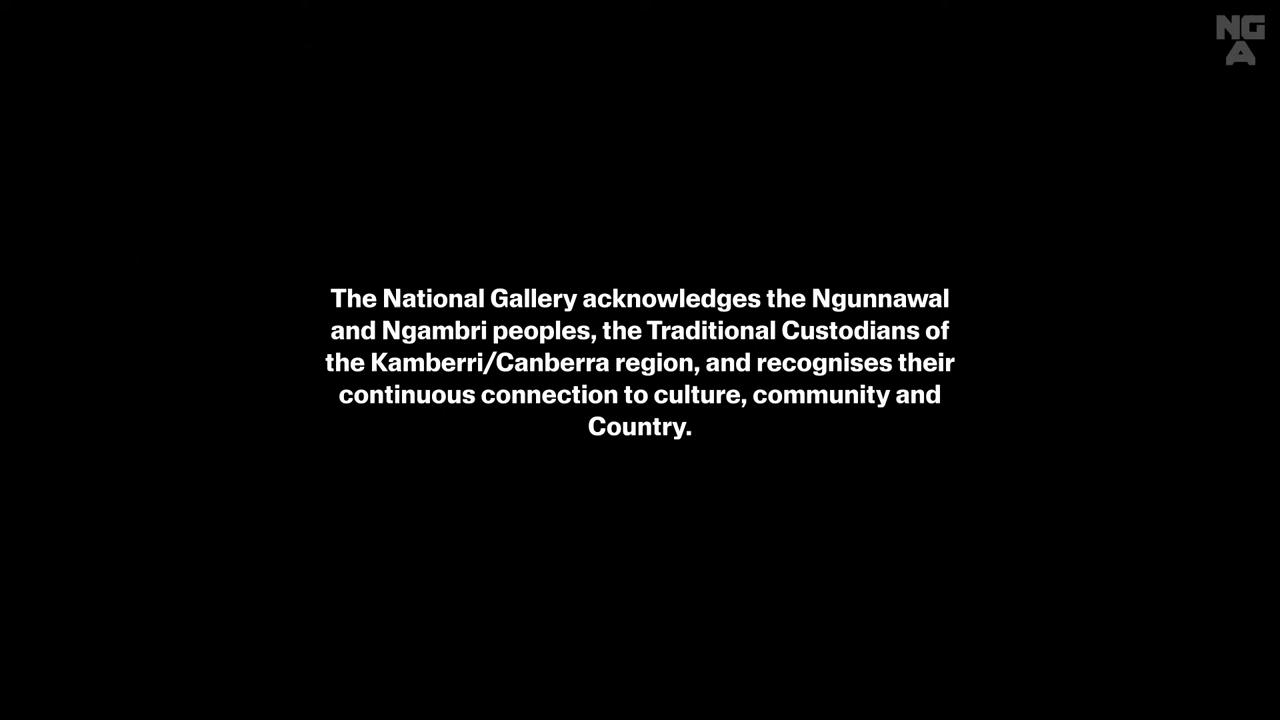 NG
A
The National Gallery acknowledges the Ngunnawal
and Ngambri peoples, the Traditional Custodians of
the Kamberri/Canberra region, and recognises their
continuous connection to culture, community and
Country.